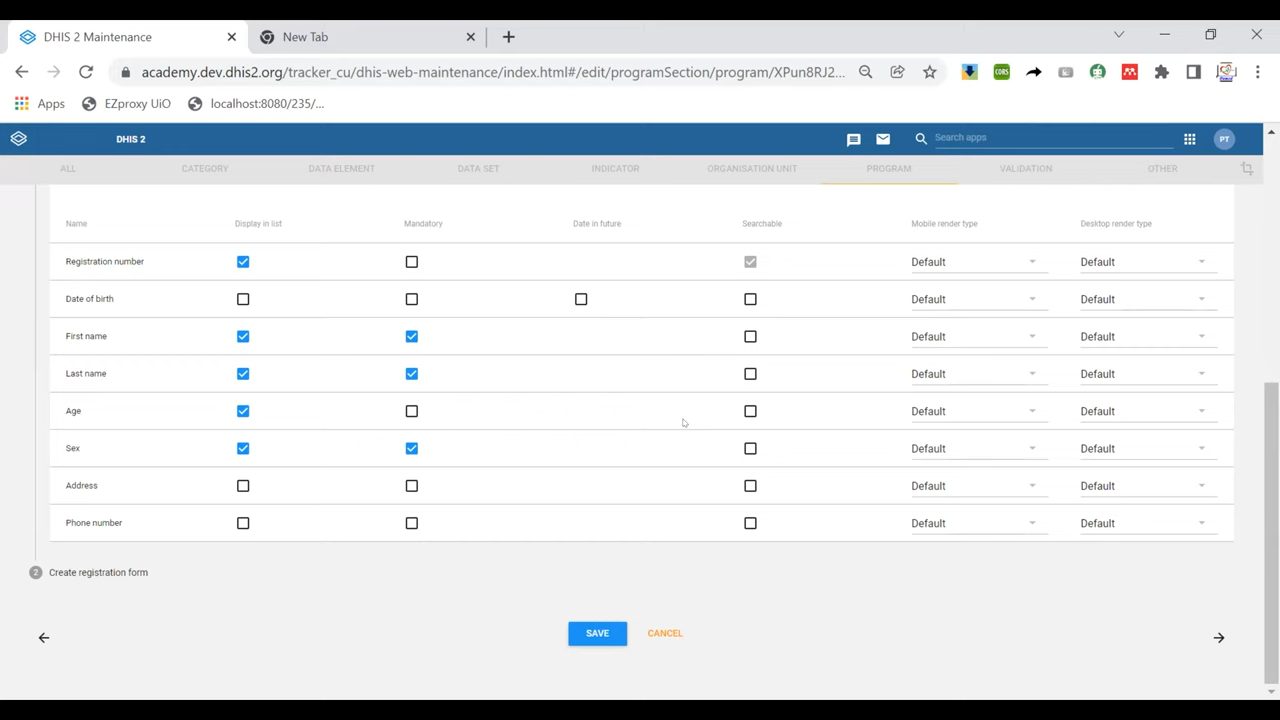 DHIS 2 Maintenance
New Tab
academy.dev.dhis2.org/tracker_cu/dhis-web-maintenance/index.html#/edit/programSection/program/XPun8RJ2...
CORS
Apps EZproxy UiO localhost:8080/235/...
DHIS 2 Search apps PT
ALL CATEGORY DATA ELEMENT DATA SET INDICATOR ORGANISATION UNIT PROGRAM VALIDATION OTHER
Name Display in list Mandatory Date in future Searchable Mobile render type Desktop render type
Registration number Default Default
Date of birth Default Default
First name Default Default
Last name Default Default
Age Default Default
Sex Default Default
Address Default Default
Phone number Default Default
2 Create registration form
SAVE CANCEL